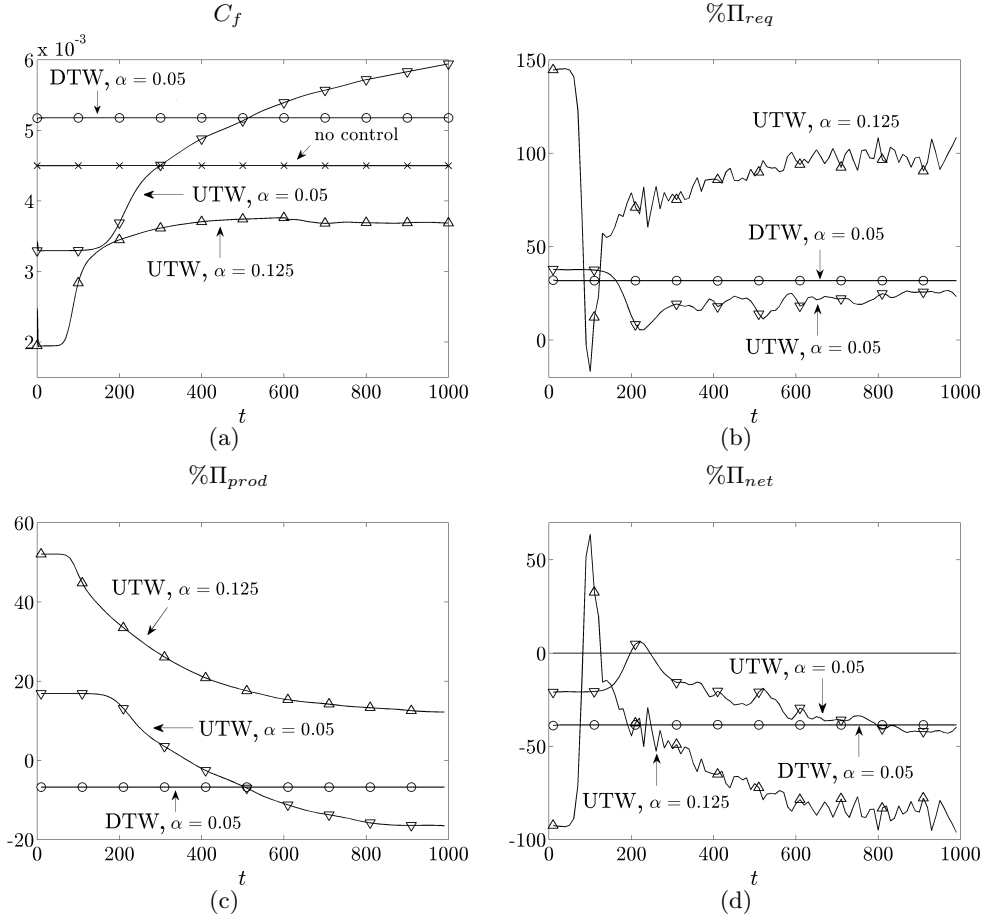 C_f
x 10⁻³
6
5
4
3
2
0 200 400 600 800 1000
DTW, α = 0.05
no control
UTW, α = 0.05
UTW, α = 0.125
t
(a)
%Π_req
150
100
50
0
0 200 400 600 800 1000
UTW, α = 0.125
DTW, α = 0.05
UTW, α = 0.05
t
(b)
%Π_prod
60
40
20
0
-20
0 200 400 600 800 1000
UTW, α = 0.125
UTW, α = 0.05
DTW, α = 0.05
t
(c)
%Π_net
50
0
-50
-100
0 200 400 600 800 1000
UTW, α = 0.05
DTW, α = 0.05
UTW, α = 0.125
t
(d)